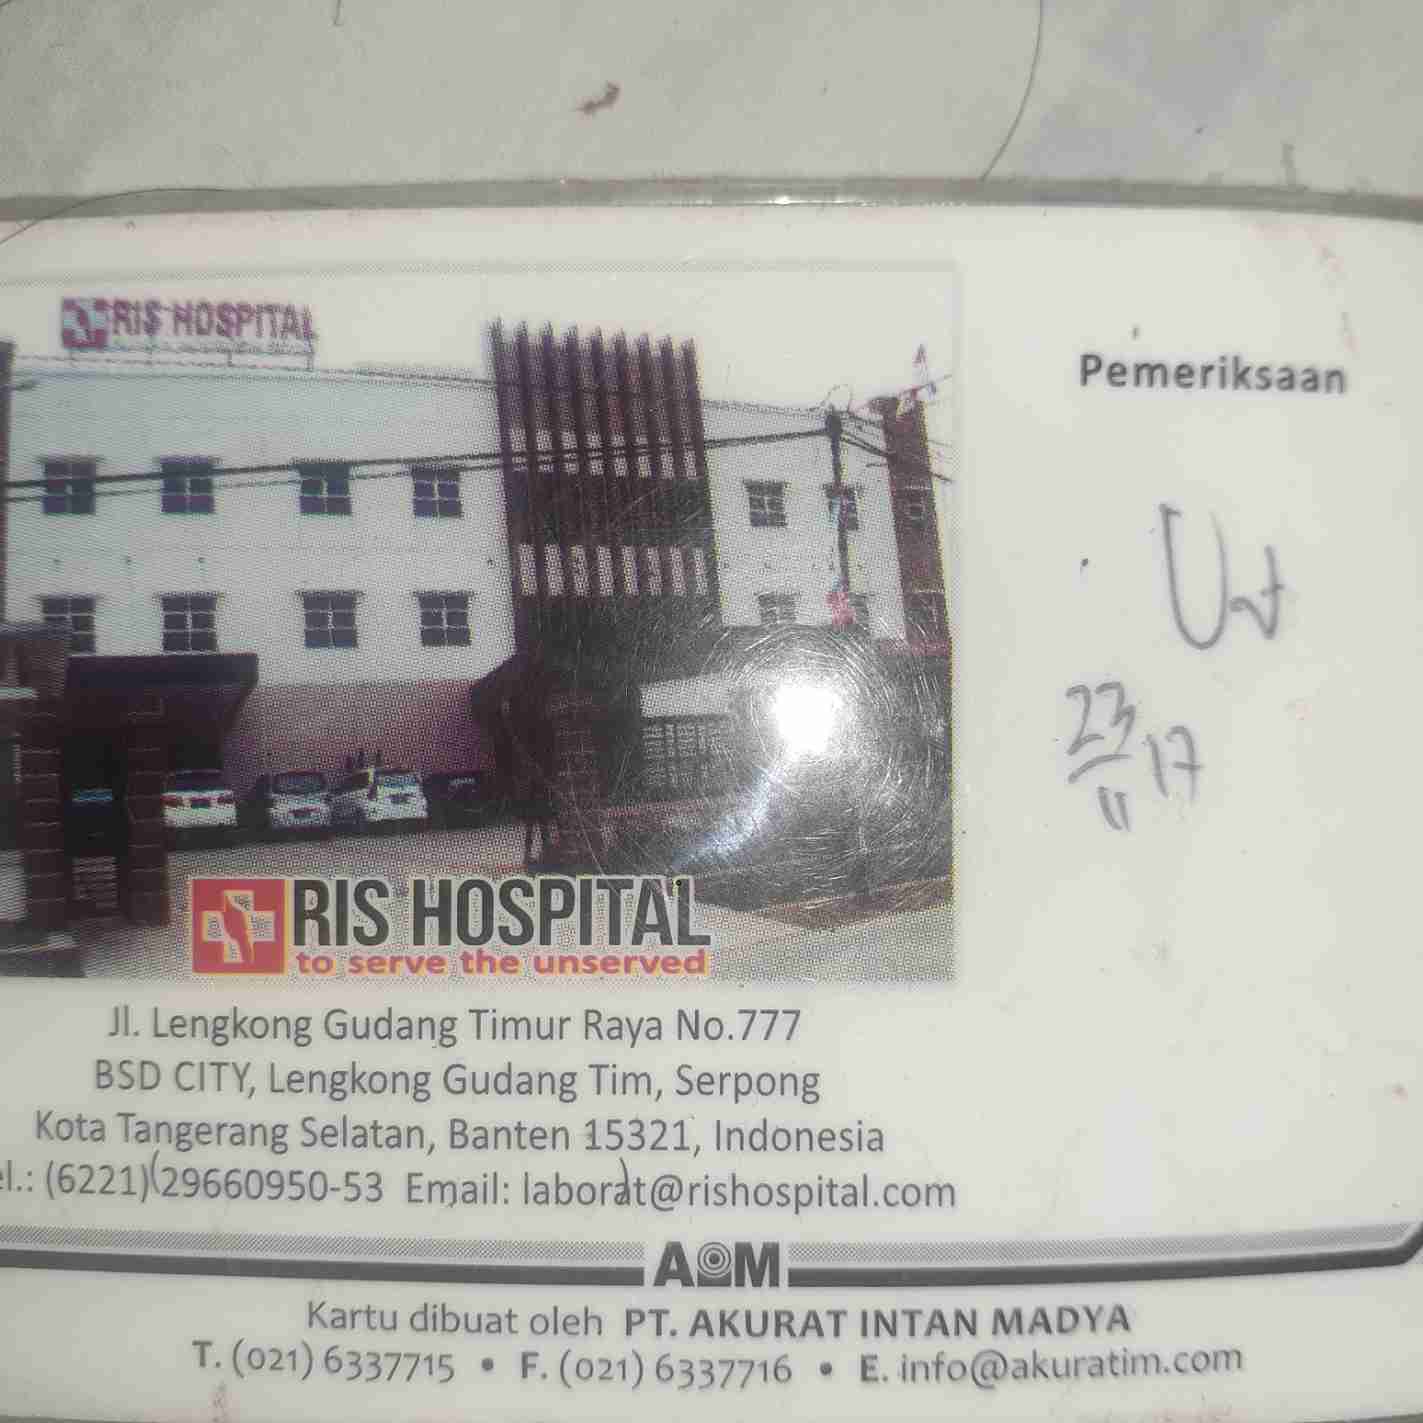 RIS HOSPITAL
Pemeriksaan
23
11 17
RIS HOSPITAL
to serve the unserved
Jl. Lengkong Gudang Timur Raya No.777
BSD CITY, Lengkong Gudang Tim, Serpong
Kota Tangerang Selatan, Banten 15321, Indonesia
el.: (6221)(29660950-53 Email: laborat@rishospital.com
AIM
Kartu dibuat oleh PT. AKURAT INTAN MADYA
T. (021) 6337715 • F. (021) 6337716 • E. info@akuratim.com